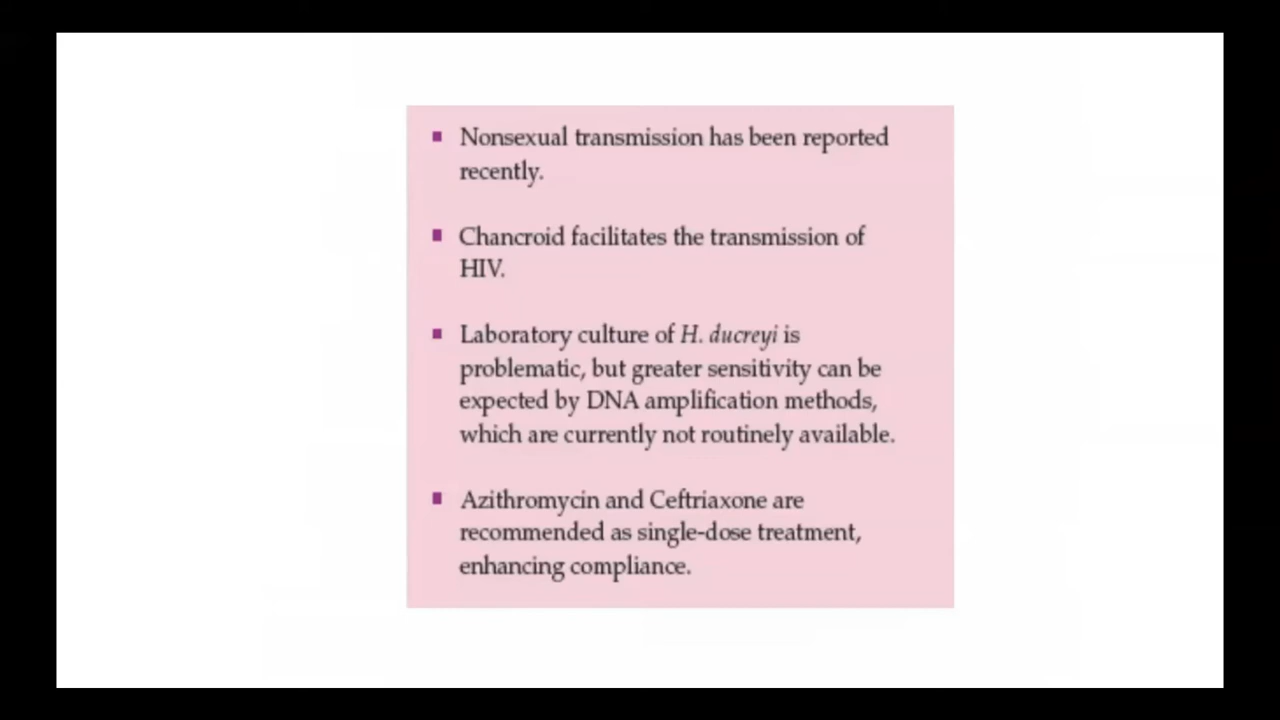 ▪ Nonsexual transmission has been reported
recently.
▪ Chancroid facilitates the transmission of
HIV.
▪ Laboratory culture of H. ducreyi is
problematic, but greater sensitivity can be
expected by DNA amplification methods,
which are currently not routinely available.
▪ Azithromycin and Ceftriaxone are
recommended as single-dose treatment,
enhancing compliance.